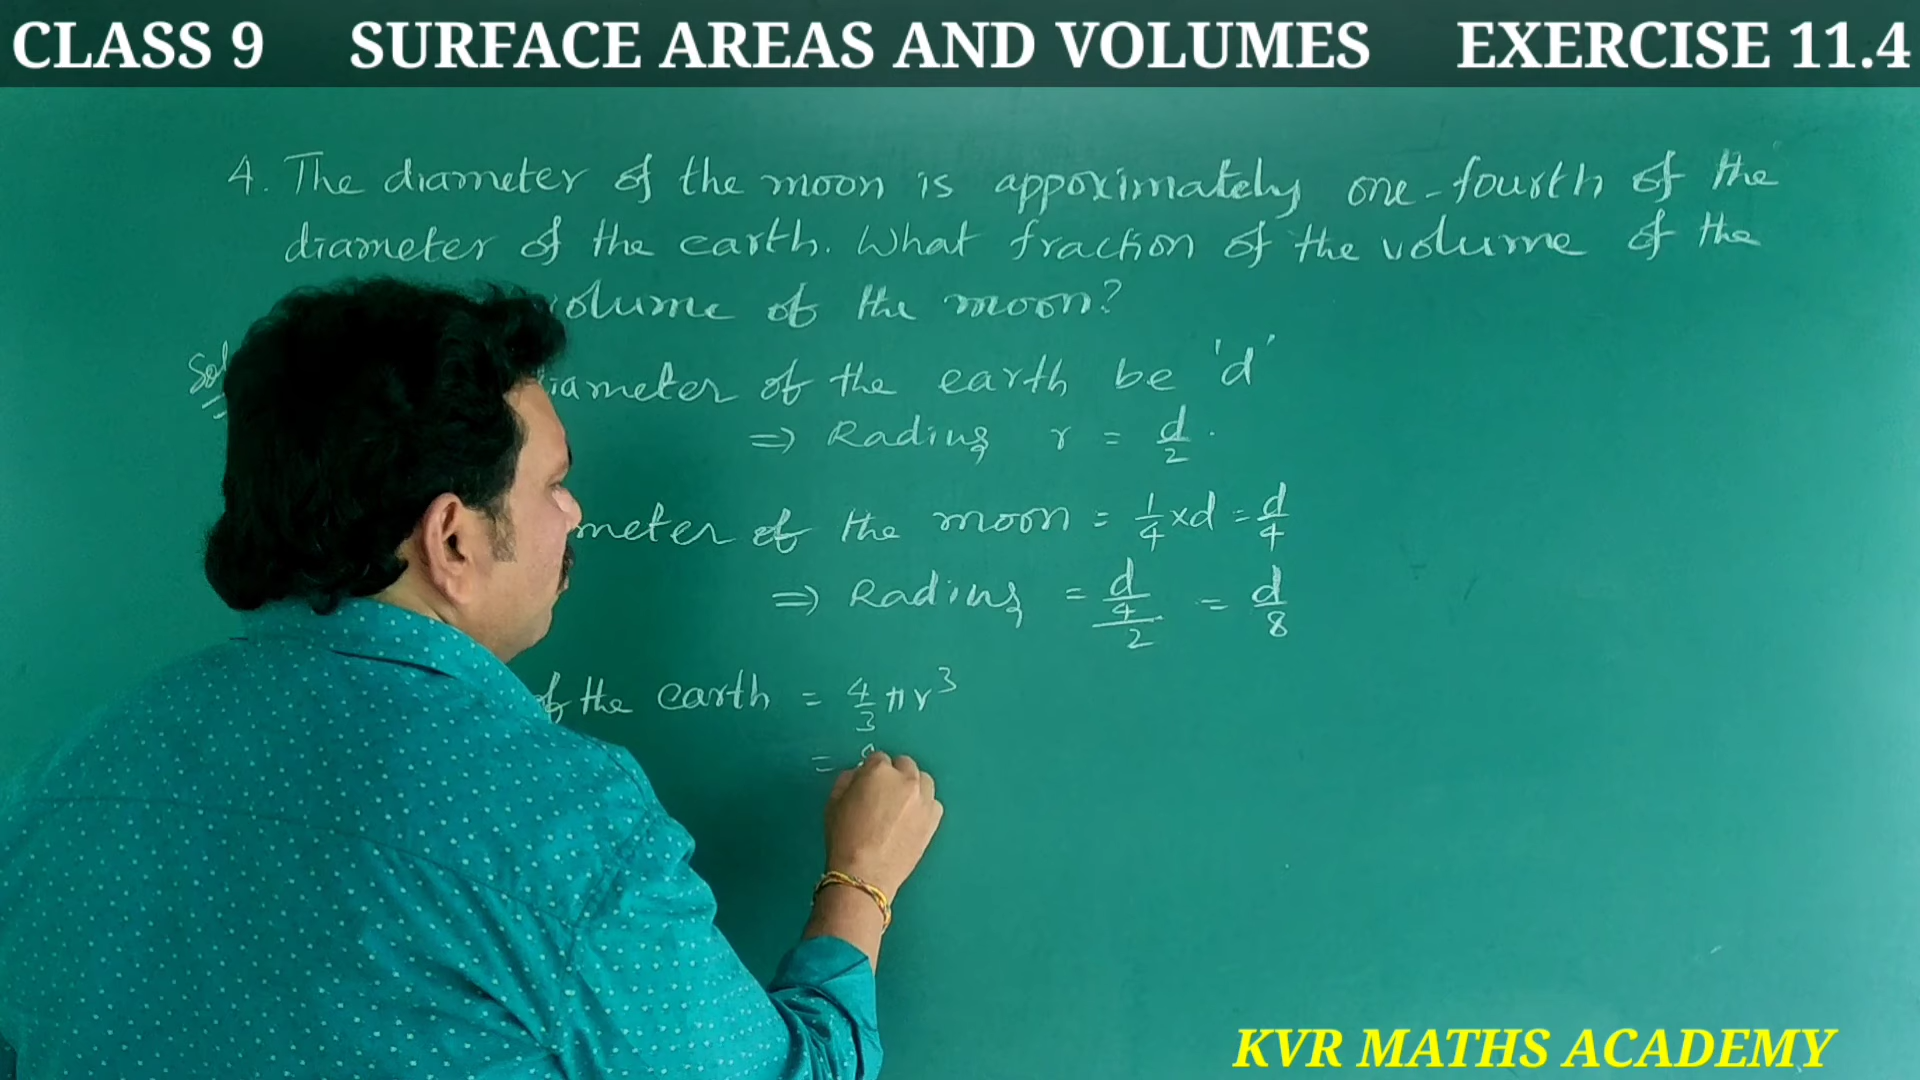 CLASS 9 SURFACE AREAS AND VOLUMES EXERCISE 11.4
4. The diameter of the moon is appoximately one-fourth of the
diameter of the earth. What fraction of the volume of the
olume of the moon?
Sol
iameter of the earth be 'd'
=> Radius r = d/2.
meter of the moon = 1/4 x d = d/4
=> Radius = d/4/2 = d/8
of the earth = 4/3 πr³
=
KVR MATHS ACADEMY